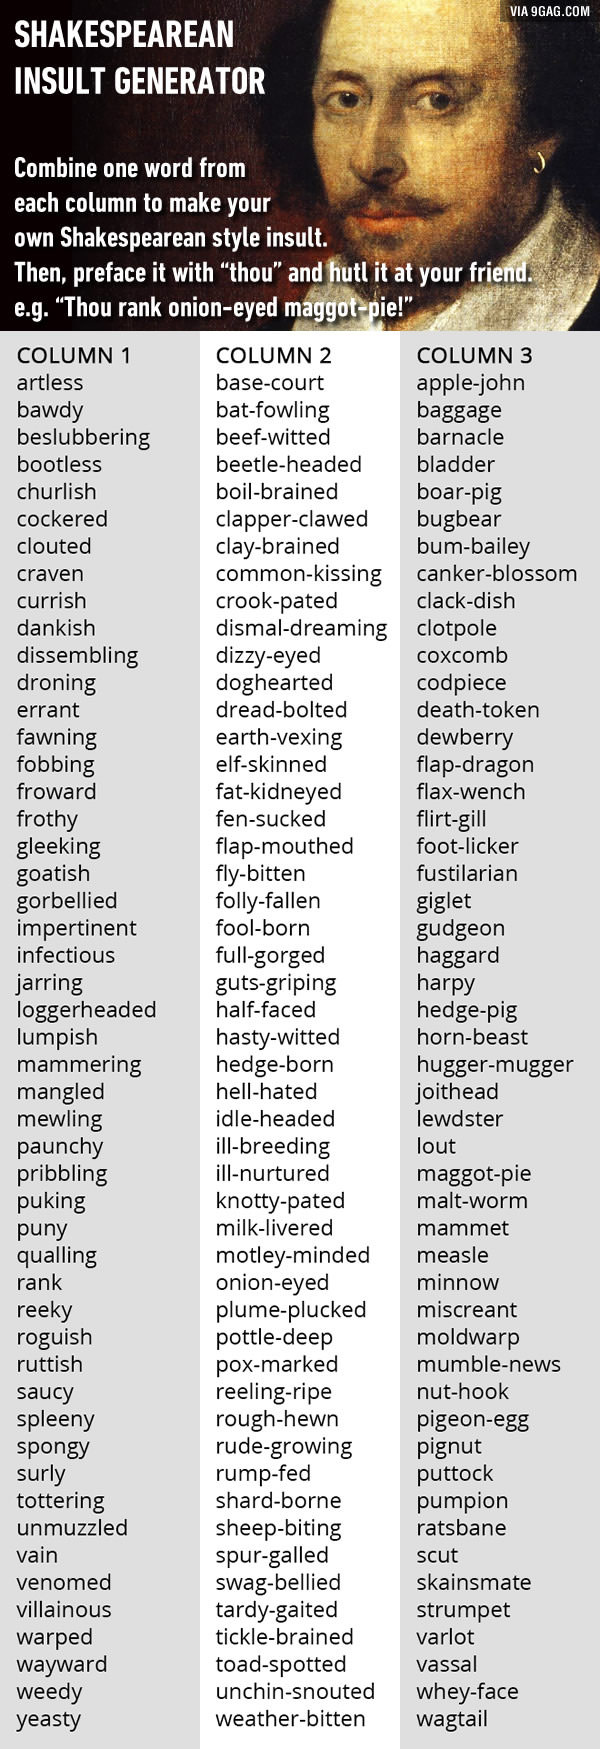 VIA 9GAG.COM
SHAKESPEAREAN
INSULT GENERATOR
Combine one word from
each column to make your
own Shakespearean style insult.
Then, preface it with “thou” and hutl it at your friend.
e.g. “Thou rank onion-eyed maggot-pie!”
COLUMN 1 COLUMN 2 COLUMN 3
artless base-court apple-john
bawdy bat-fowling baggage
beslubbering beef-witted barnacle
bootless beetle-headed bladder
churlish boil-brained boar-pig
cockered clapper-clawed bugbear
clouted clay-brained bum-bailey
craven common-kissing canker-blossom
currish crook-pated clack-dish
dankish dismal-dreaming clotpole
dissembling dizzy-eyed coxcomb
droning doghearted codpiece
errant dread-bolted death-token
fawning earth-vexing dewberry
fobbing elf-skinned flap-dragon
froward fat-kidneyed flax-wench
frothy fen-sucked flirt-gill
gleeking flap-mouthed foot-licker
goatish fly-bitten fustilarian
gorbellied folly-fallen giglet
impertinent fool-born gudgeon
infectious full-gorged haggard
jarring guts-griping harpy
loggerheaded half-faced hedge-pig
lumpish hasty-witted horn-beast
mammering hedge-born hugger-mugger
mangled hell-hated joithead
mewling idle-headed lewdster
paunchy ill-breeding lout
pribbling ill-nurtured maggot-pie
puking knotty-pated malt-worm
puny milk-livered mammet
qualling motley-minded measle
rank onion-eyed minnow
reeky plume-plucked miscreant
roguish pottle-deep moldwarp
ruttish pox-marked mumble-news
saucy reeling-ripe nut-hook
spleeny rough-hewn pigeon-egg
spongy rude-growing pignut
surly rump-fed puttock
tottering shard-borne pumpion
unmuzzled sheep-biting ratsbane
vain spur-galled scut
venomed swag-bellied skainsmate
villainous tardy-gaited strumpet
warped tickle-brained varlot
wayward toad-spotted vassal
weedy unchin-snouted whey-face
yeasty weather-bitten wagtail